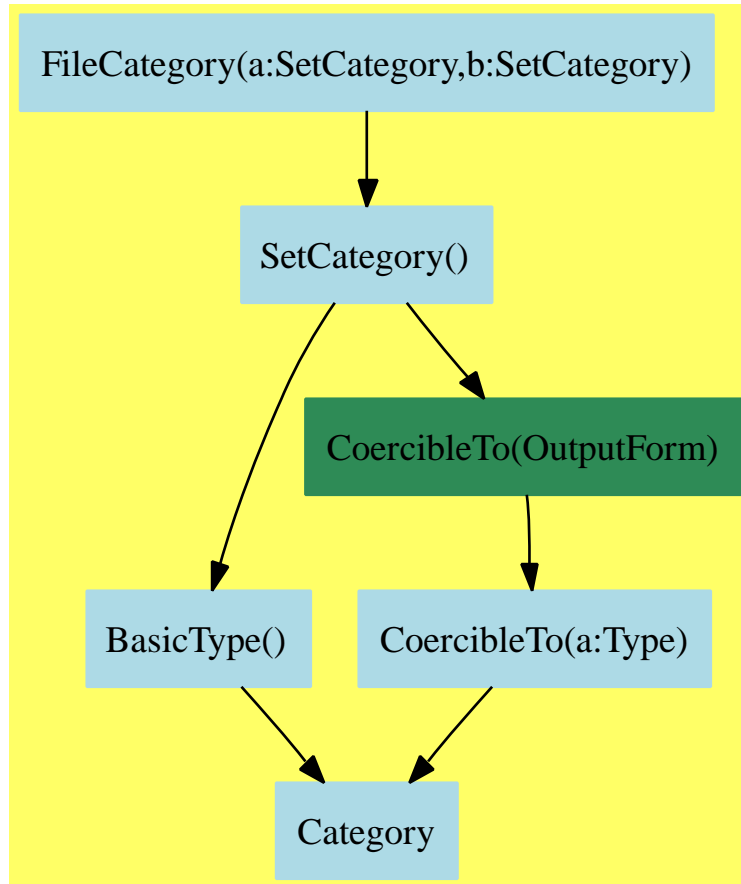 FileCategory(a:SetCategory,b:SetCategory)
SetCategory()
CoercibleTo(OutputForm)
BasicType()
CoercibleTo(a:Type)
Category